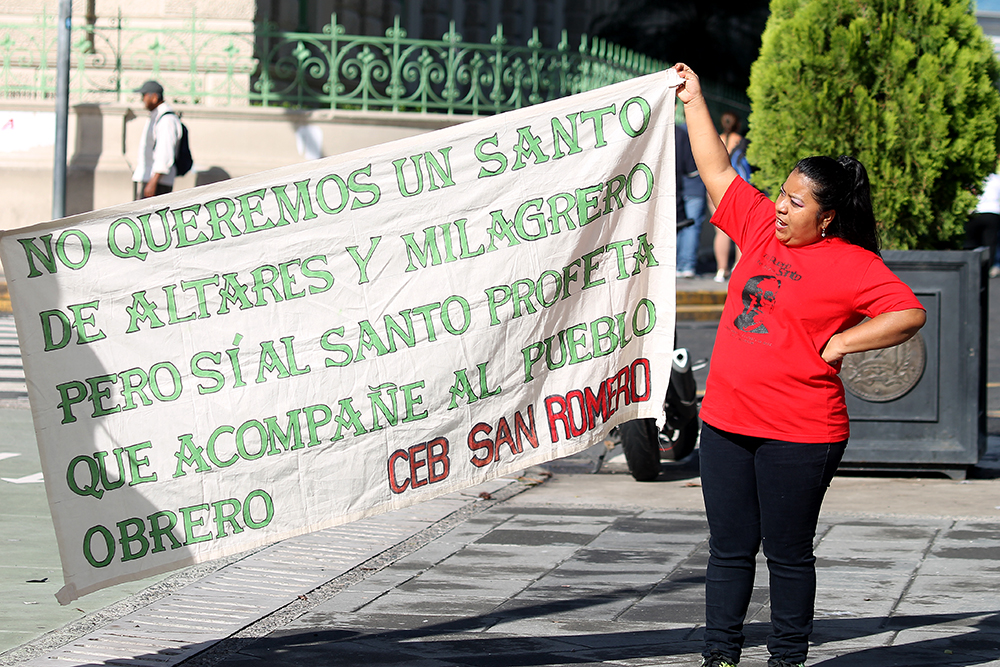 NO QUEREMOS UN SANTO
DE ALTARES Y MILAGRERO
PERO SÍ AL SANTO PROFETA
QUE ACOMPAÑE AL PUEBLO
OBRERO CEB SAN ROMERO